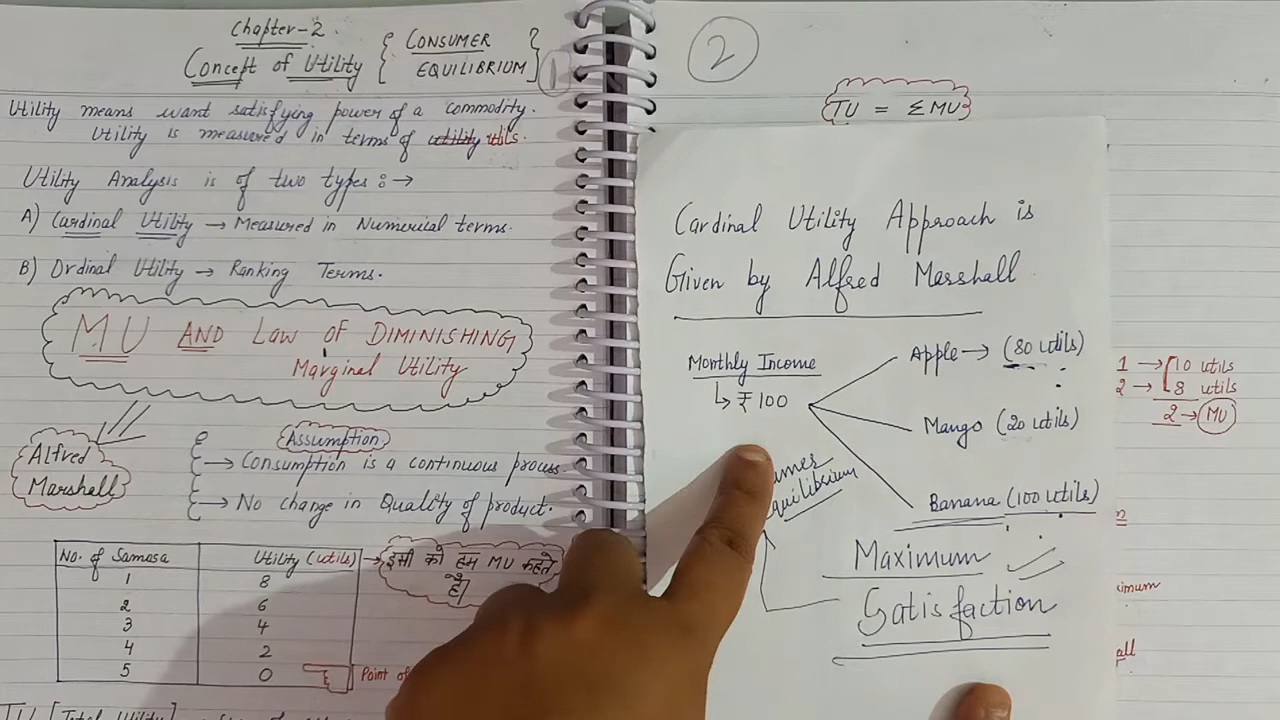 Chapter-2.
Concept of Utility { CONSUMER EQUILIBRIUM }
1
Utility means want satisfying power of a commodity.
Utility is measured in terms of utility utils.
Utility Analysis is of two types :→
A) Cardinal Utility → Measured in Numerical terms.
B) Ordinal Utility → Ranking Terms.
MU AND LAW OF DIMINISHING
Marginal Utility
Alfred
Marshall
Assumption
→ Consumption is a continuous process.
→ No change in Quality of product.
No. of Samosa Utility (utils) → इसी को हम MU कहते
है।
1 8
2 6
3 4
4 2
5 0
Point of
TU [Total Utility]
2
TU = ΣMU
Cardinal Utility Approach is
Given by Alfred Marshall
Monthly Income
↳ ₹100
Apple → (80 utils)
Mango (20 utils)
Banana (100 utils)
Maximum
Satisfaction
1 → 10 utils
2 → 8 utils
2 → MU